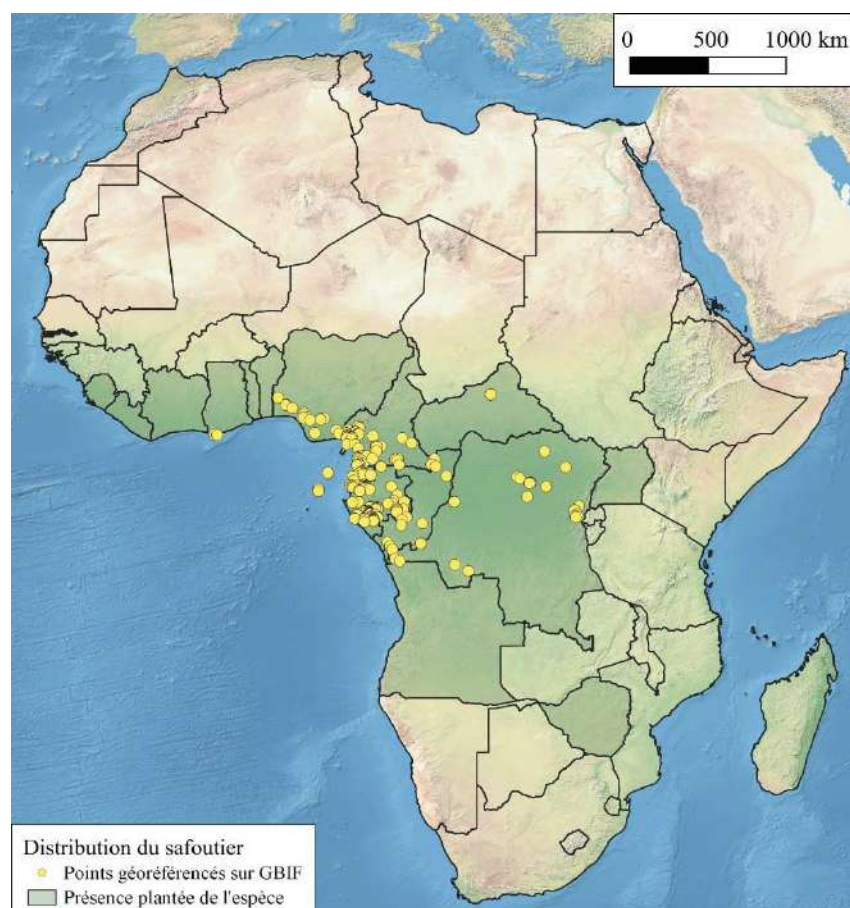 0 500 1000 km
Distribution du safoutier
Points géoréférencés sur GBIF
Présence plantée de l'espèce